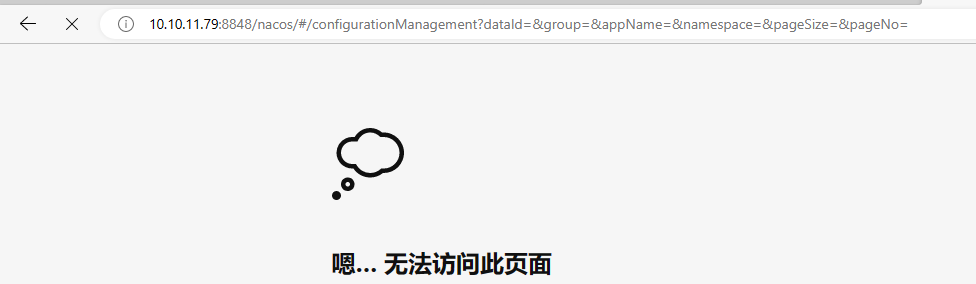 10.10.11.79:8848/nacos/#/configurationManagement?dataId=&group=&appName=&namespace=&pageSize=&pageNo=
嗯… 无法访问此页面